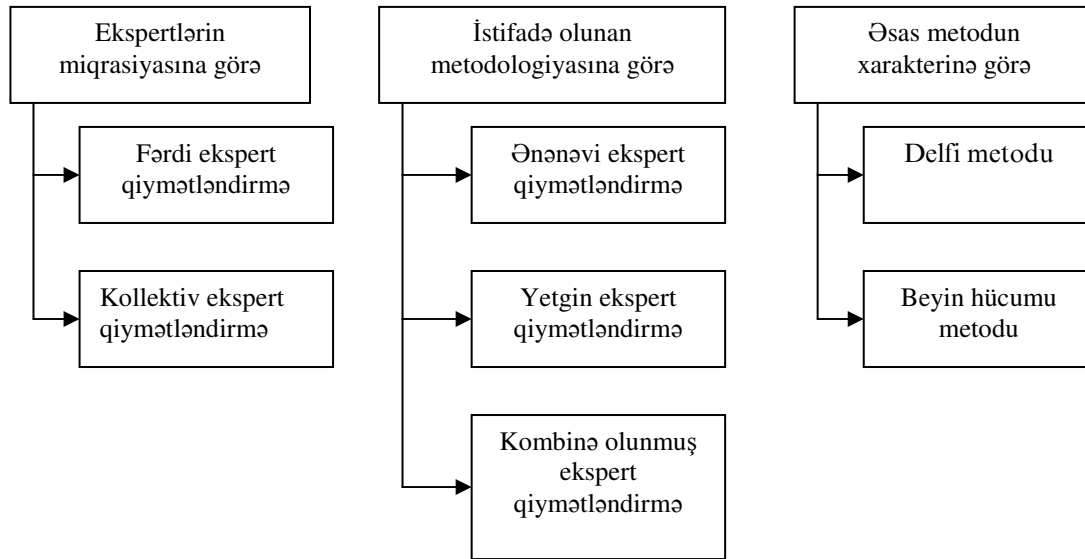 Ekspertlərin
miqrasiyasına görə
Fərdi ekspert
qiymətləndirmə
Kollektiv ekspert
qiymətləndirmə
İstifadə olunan
metodologiyasına görə
Ənənəvi ekspert
qiymətləndirmə
Yetgin ekspert
qiymətləndirmə
Kombinə olunmuş
ekspert
qiymətləndirmə
Əsas metodun
xarakterinə görə
Delfi metodu
Beyin hücumu
metodu